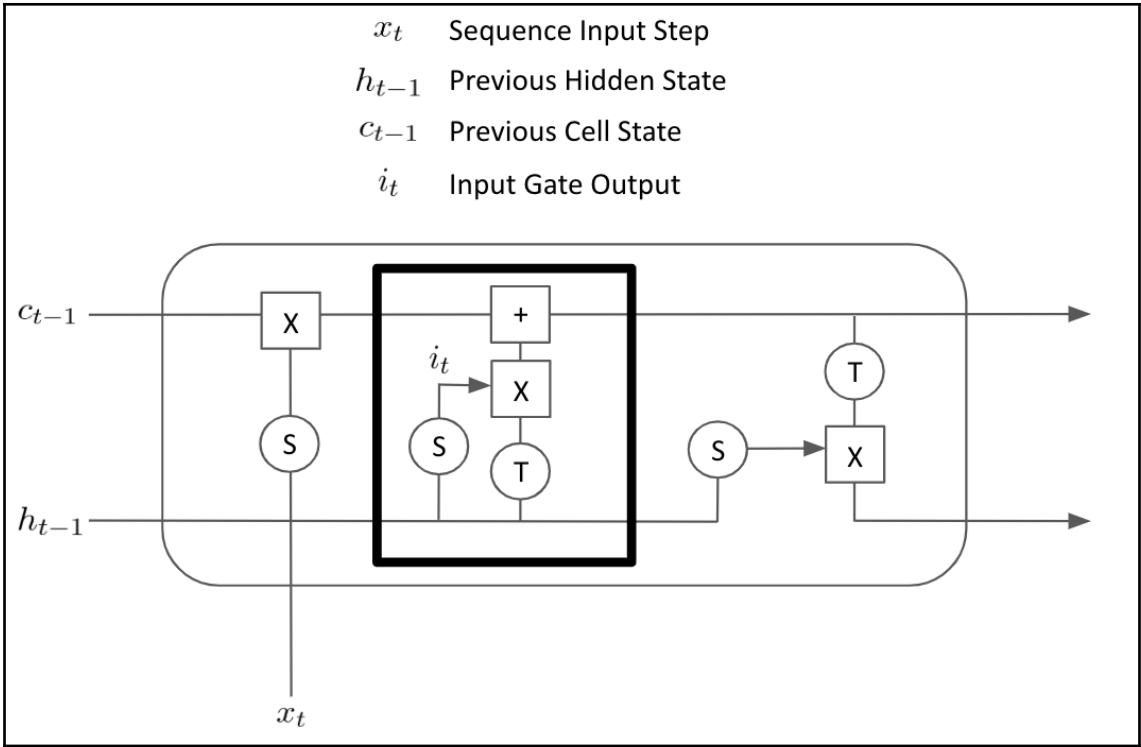 x_t Sequence Input Step
h_{t−1} Previous Hidden State
c_{t−1} Previous Cell State
i_t Input Gate Output
c_{t−1} X +
i_t X T
S S T S X
h_{t−1}
x_t